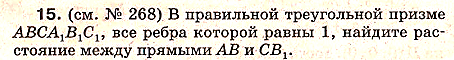 15. (см. № 268) В правильной треугольной призме
ABCA₁B₁C₁, все ребра которой равны 1, найдите рас-
стояние между прямыми AB и CB₁.